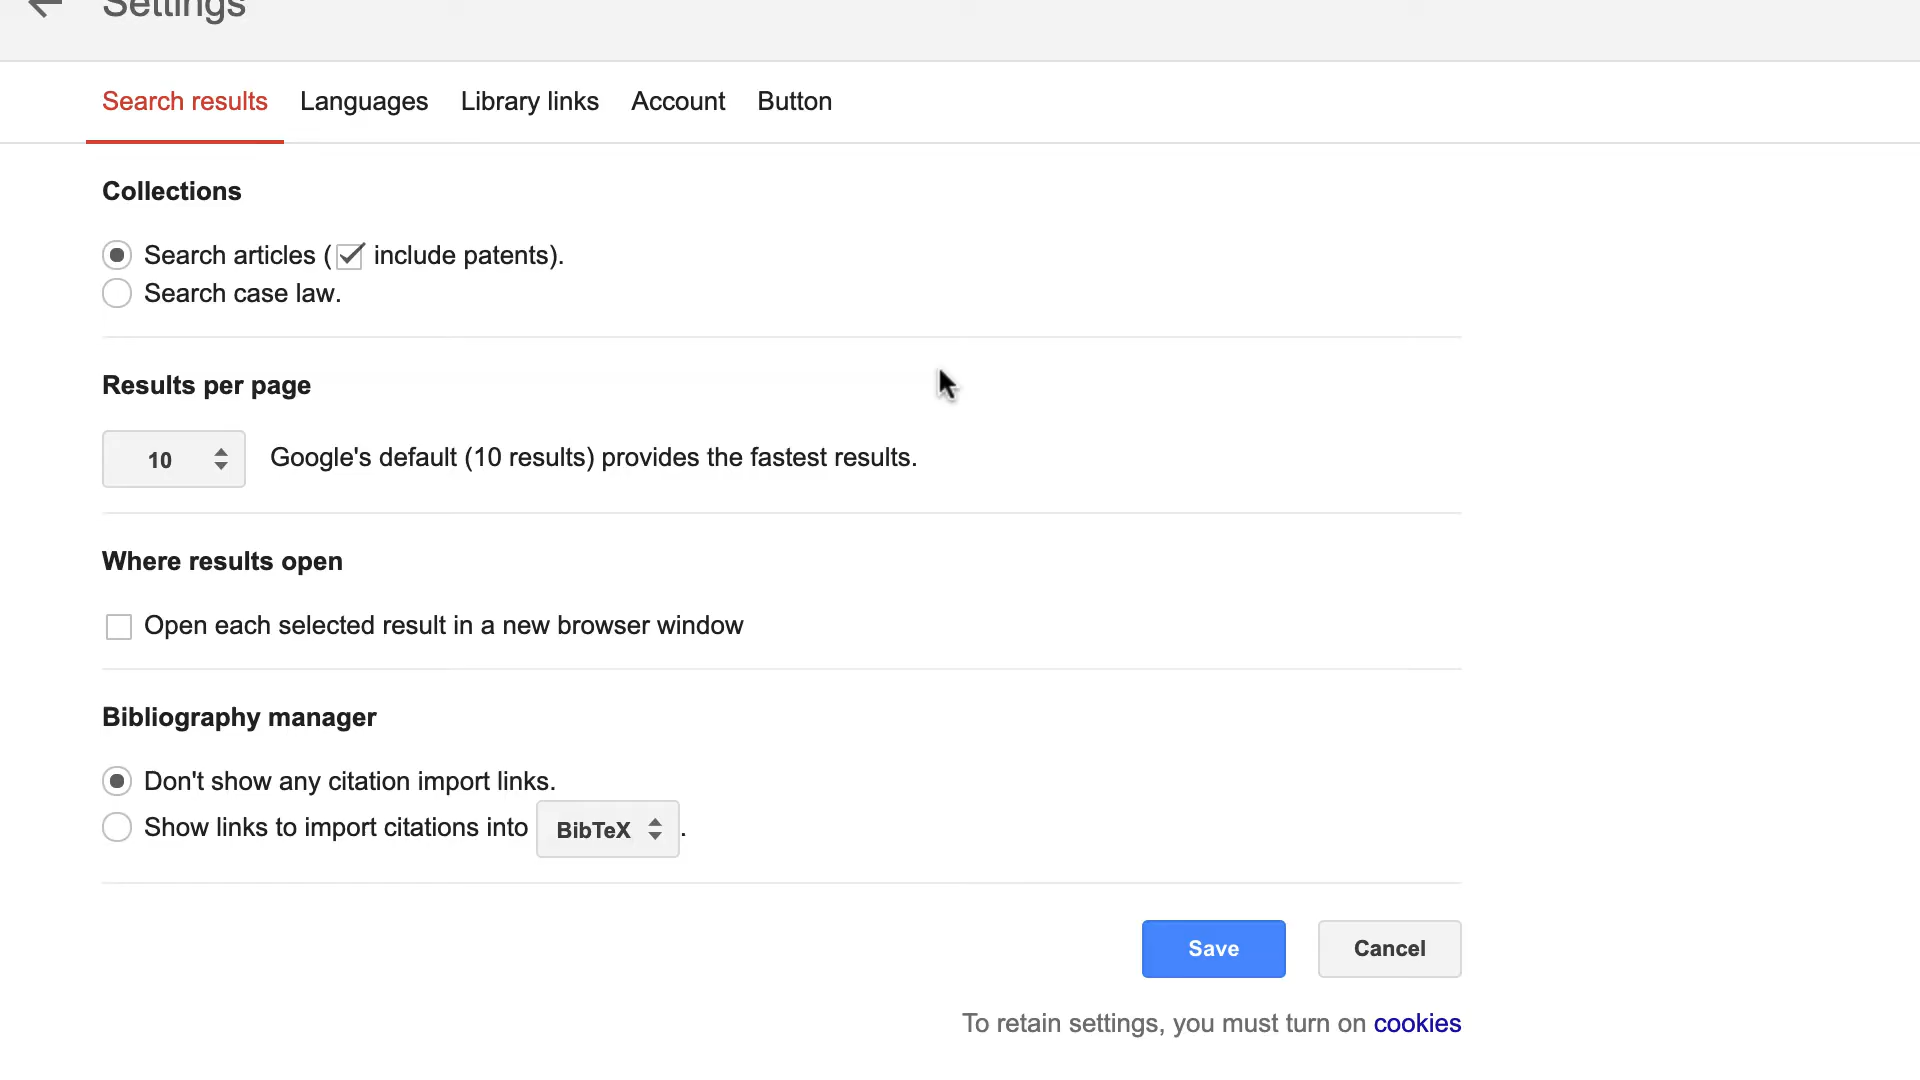 Settings
Search results Languages Library links Account Button
Collections
Search articles ( include patents).
Search case law.
Results per page
10 Google's default (10 results) provides the fastest results.
Where results open
Open each selected result in a new browser window
Bibliography manager
Don't show any citation import links.
Show links to import citations into BibTeX .
Save Cancel
To retain settings, you must turn on cookies